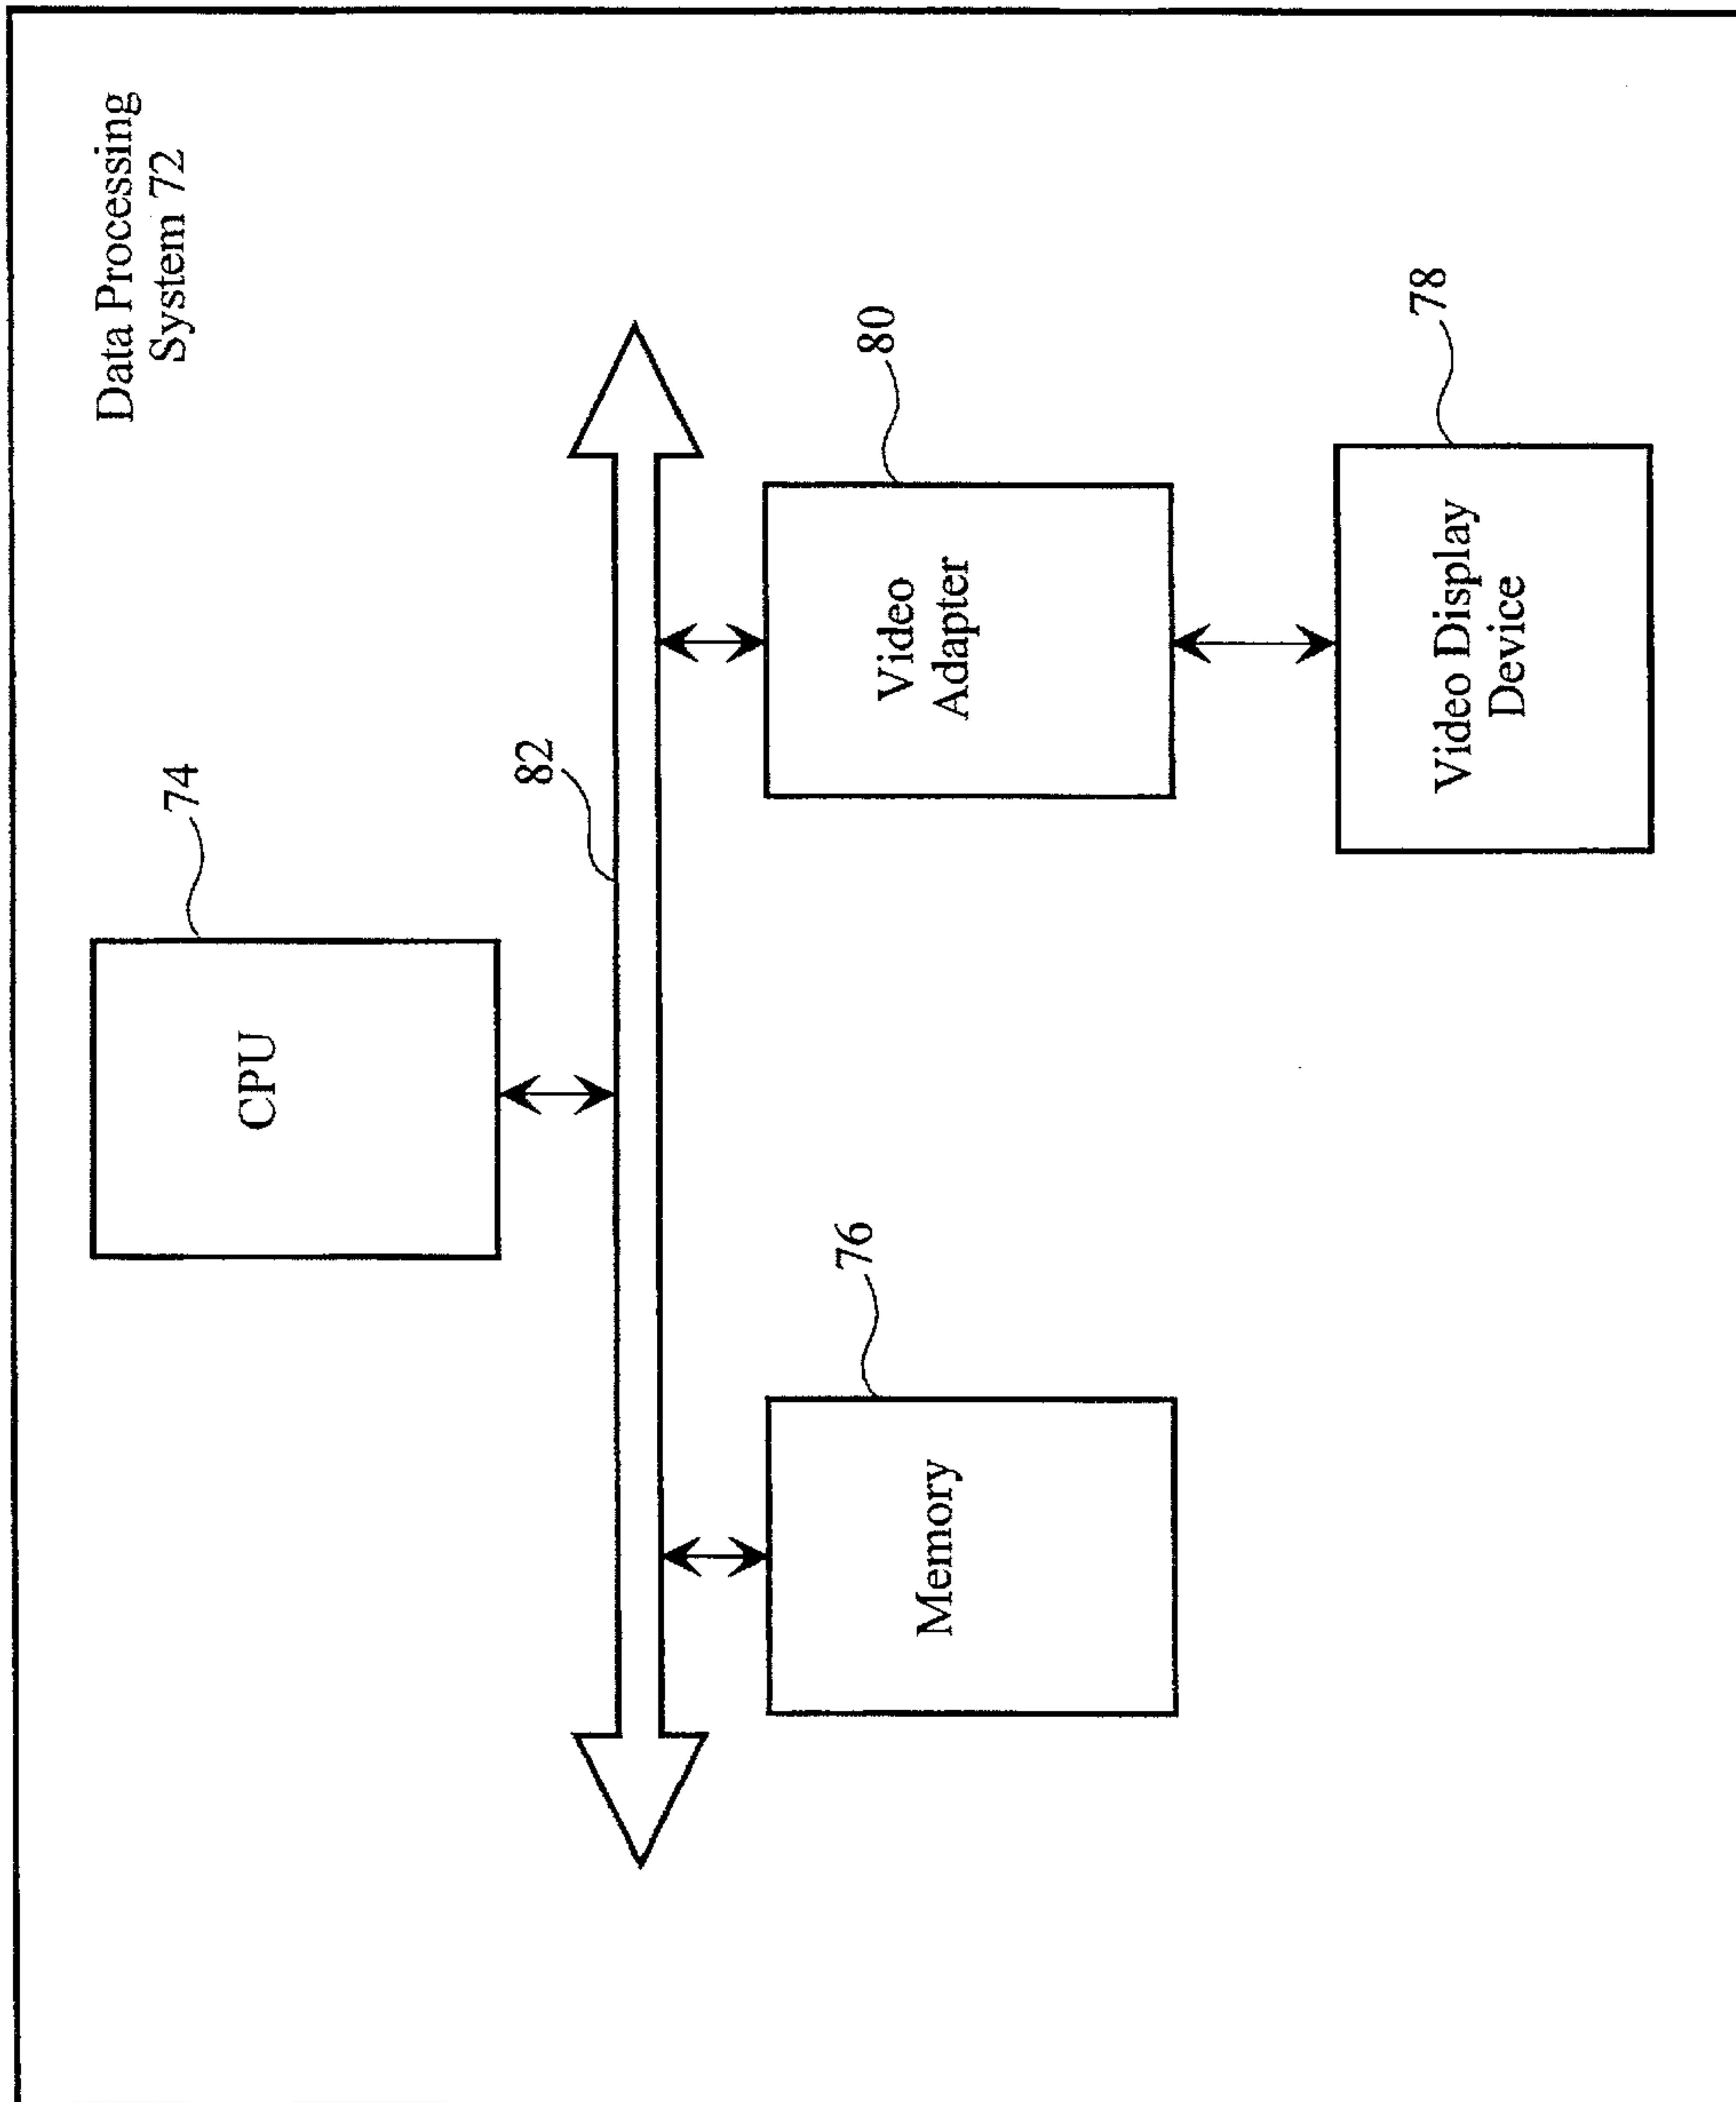 Data Processing
System 72
CPU
74
82
Memory
76
Video
Adapter
80
Video Display
Device
78